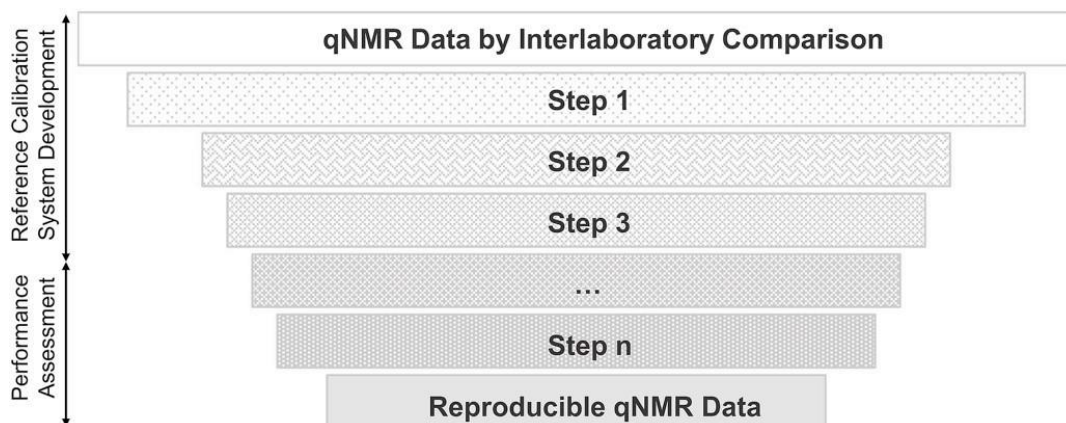 Reference Calibration
System Development
qNMR Data by Interlaboratory Comparison
Step 1
Step 2
Step 3
Performance
Assessment
...
Step n
Reproducible qNMR Data